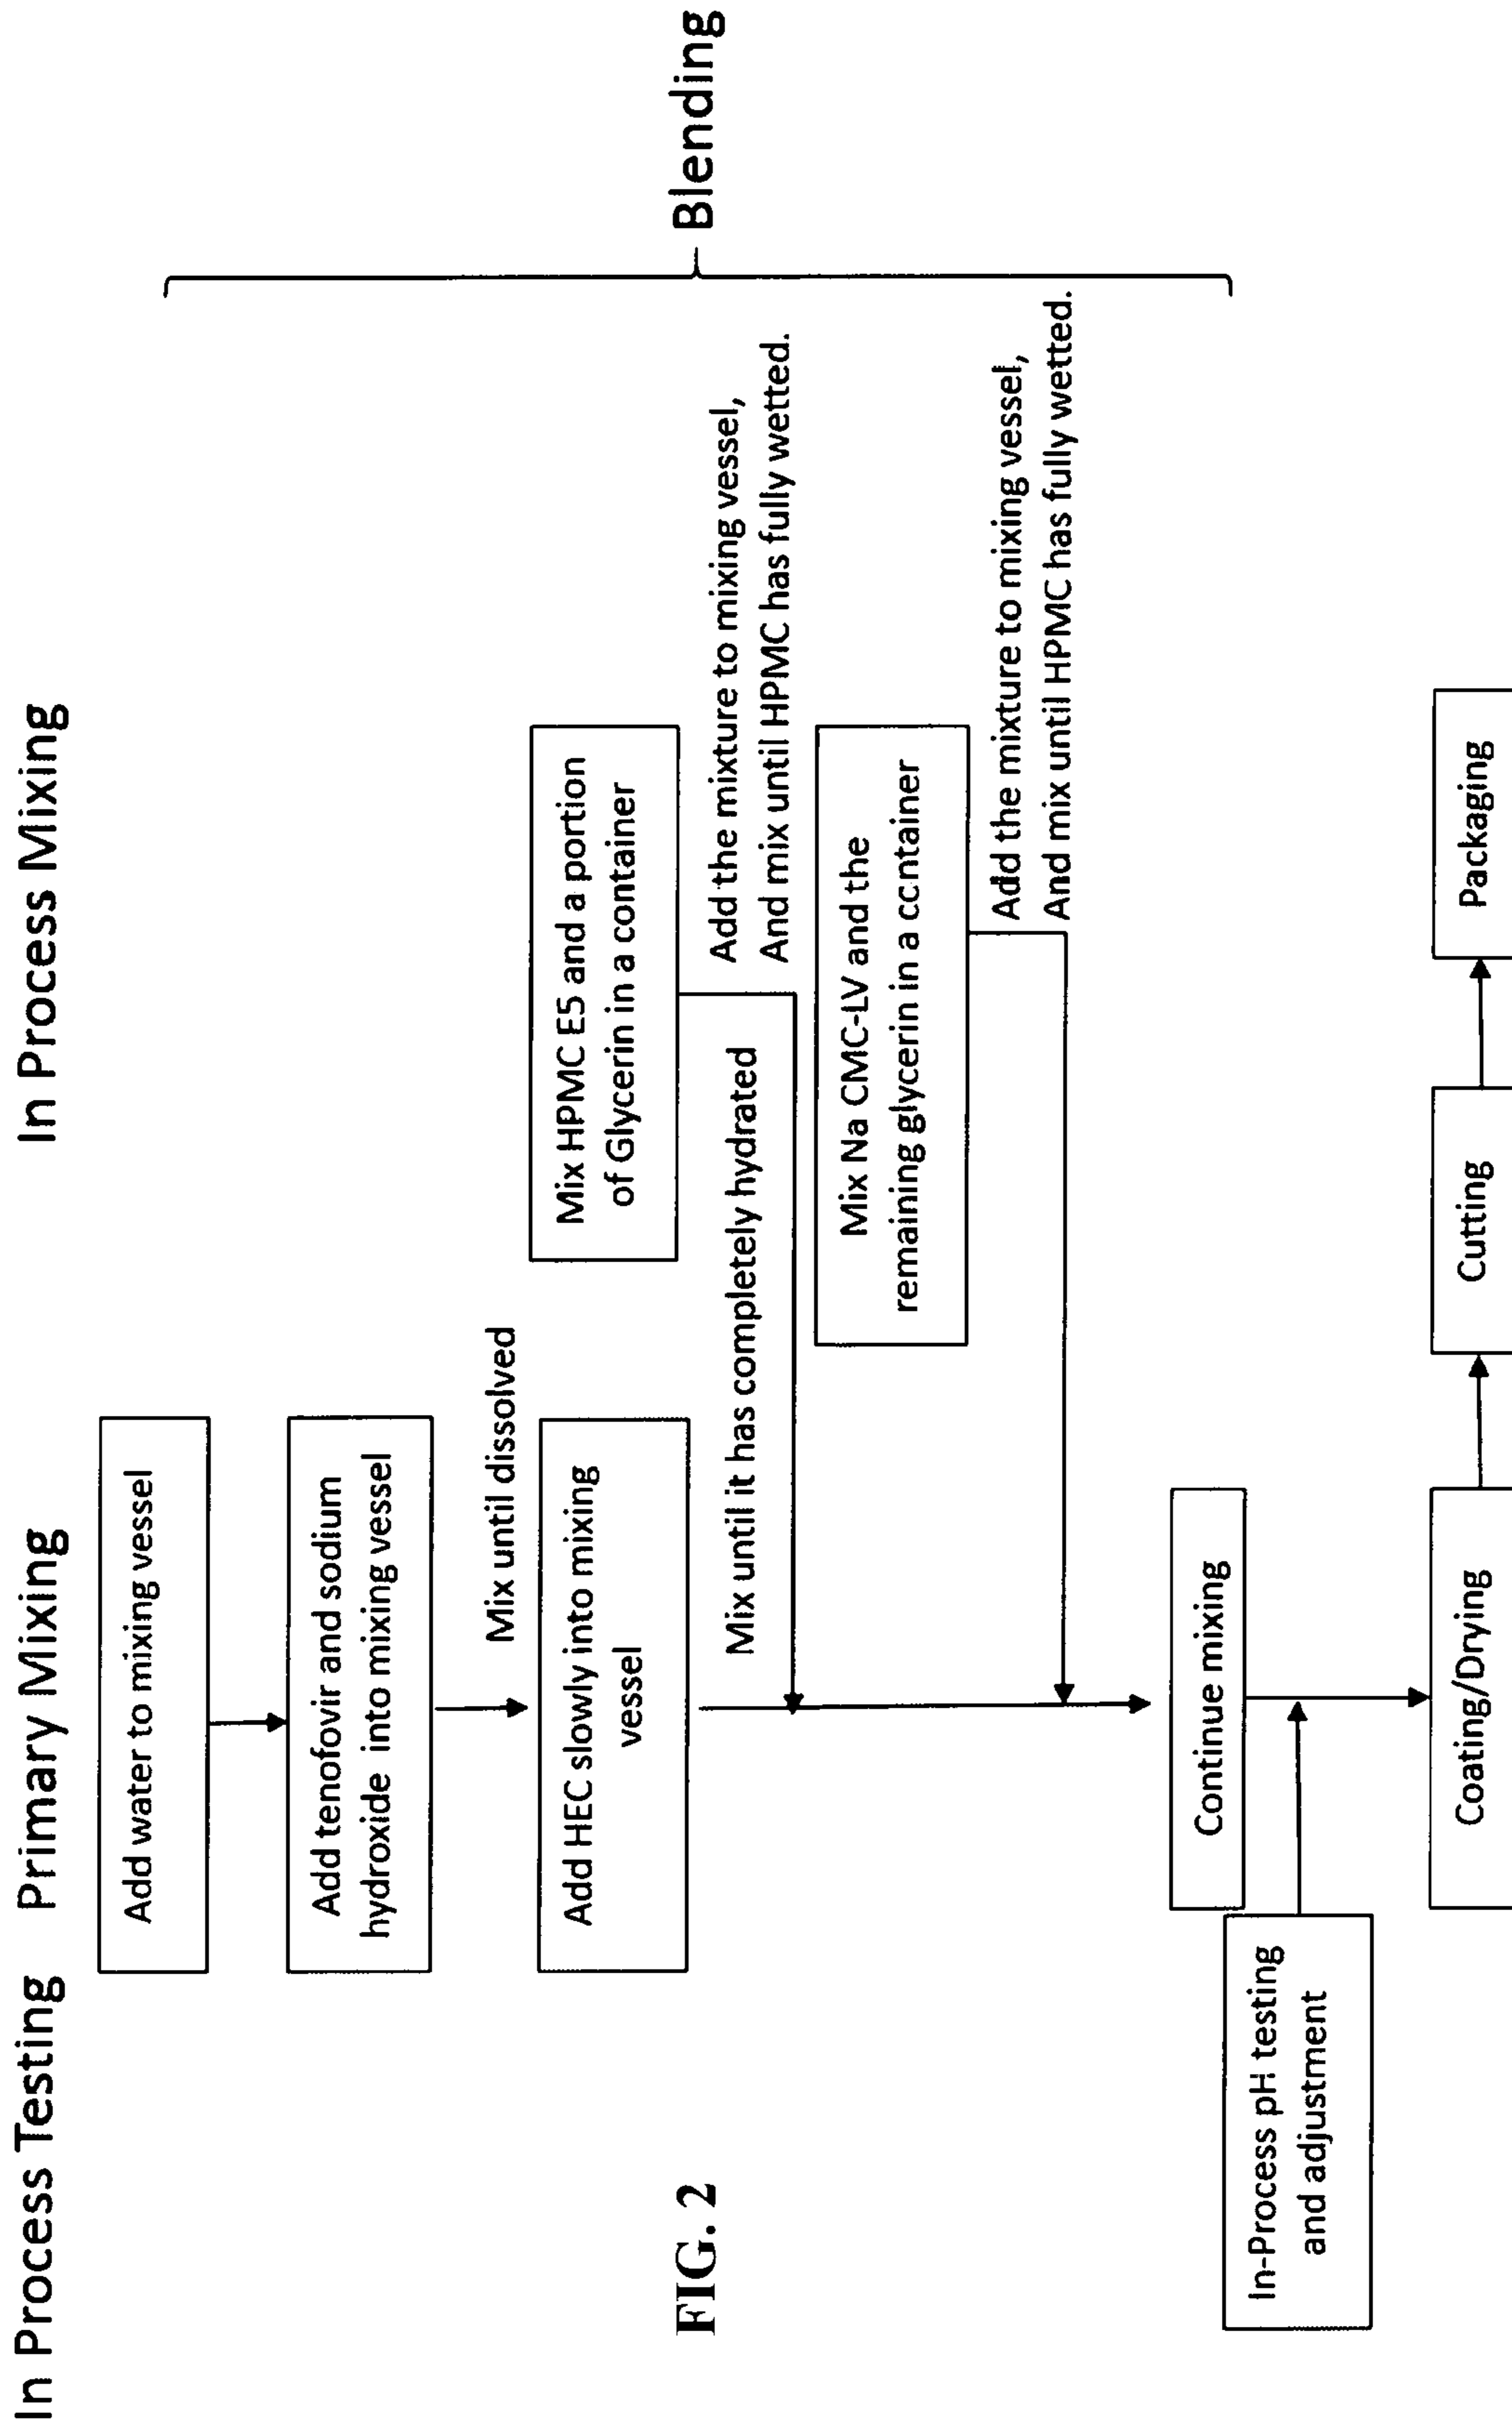 In Process Testing
Primary Mixing
In Process Mixing
Add water to mixing vessel
Add tenofovir and sodium
hydroxide into mixing vessel
Mix until dissolved
Add HEC slowly into mixing
vessel
Mix HPMC E5 and a portion
of Glycerin in a container
Mix until it has completely hydrated
Add the mixture to mixing vessel,
And mix until HPMC has fully wetted.
Mix Na CMC-LV and the
remaining glycerin in a container
Add the mixture to mixing vessel,
And mix until HPMC has fully wetted.
Blending
Continue mixing
In-Process pH testing
and adjustment
Coating/Drying
Cutting
Packaging
FIG. 2